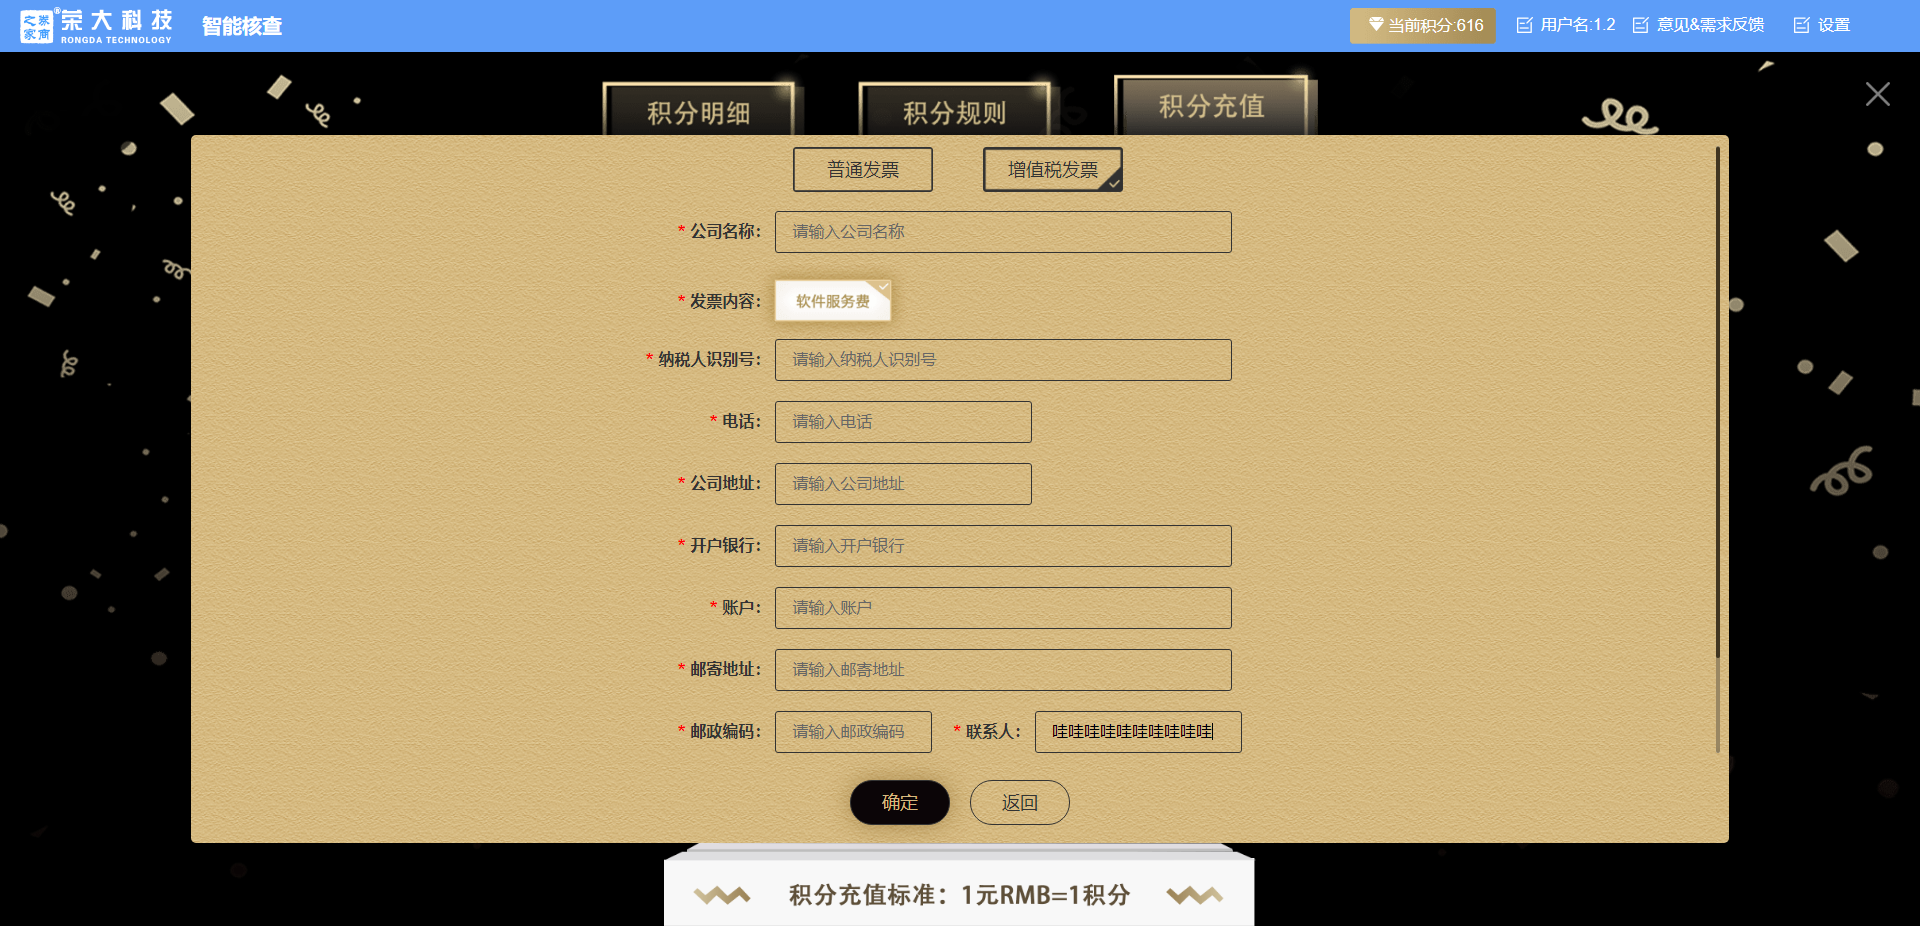 券商之家® 荣大科技
RONGDA TECHNOLOGY
智能核查
当前积分:616
用户名:1.2
意见&需求反馈
设置
积分明细
积分规则
积分充值
普通发票
增值税发票
* 公司名称： 请输入公司名称
* 发票内容： 软件服务费
* 纳税人识别号： 请输入纳税人识别号
* 电话： 请输入电话
* 公司地址： 请输入公司地址
* 开户银行： 请输入开户银行
* 账户： 请输入账户
* 邮寄地址： 请输入邮寄地址
* 邮政编码： 请输入邮政编码 * 联系人： 哇哇哇哇哇哇哇哇哇哇
确定
返回
积分充值标准：1元RMB=1积分